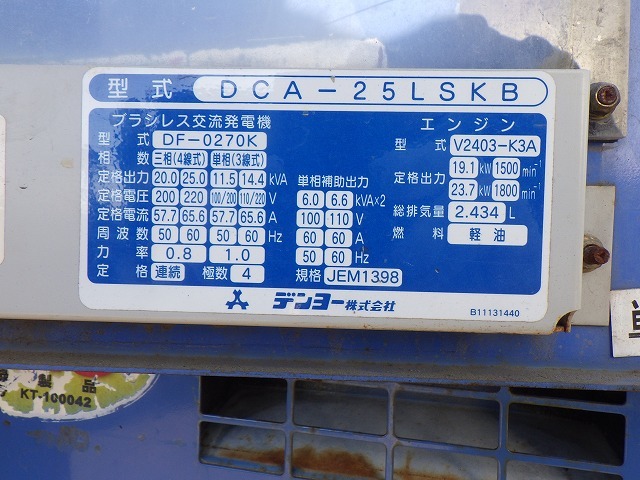 型式 DCA-25LSKB
ブラシレス交流発電機
型式 DF-0270K
相数 三相(4線式) 単相(3線式)
定格出力 20.0 25.0 11.5 14.4 kVA
定格電圧 200 220 100/200 110/220 V
定格電流 57.7 65.6 57.7 65.6 A
周波数 50 60 50 60 Hz
力率 0.8 1.0
定格 連続 極数 4
単相補助出力
6.0 6.6 kVA×2
100 110 V
60 60 A
50 60 Hz
規格 JEM1398
エンジン
型式 V2403-K3A
定格出力 19.1 kW 1500 min⁻¹
23.7 kW 1800 min⁻¹
総排気量 2.434 L
燃料 軽油
デンヨー株式会社
B11131440
製品
KT-100042